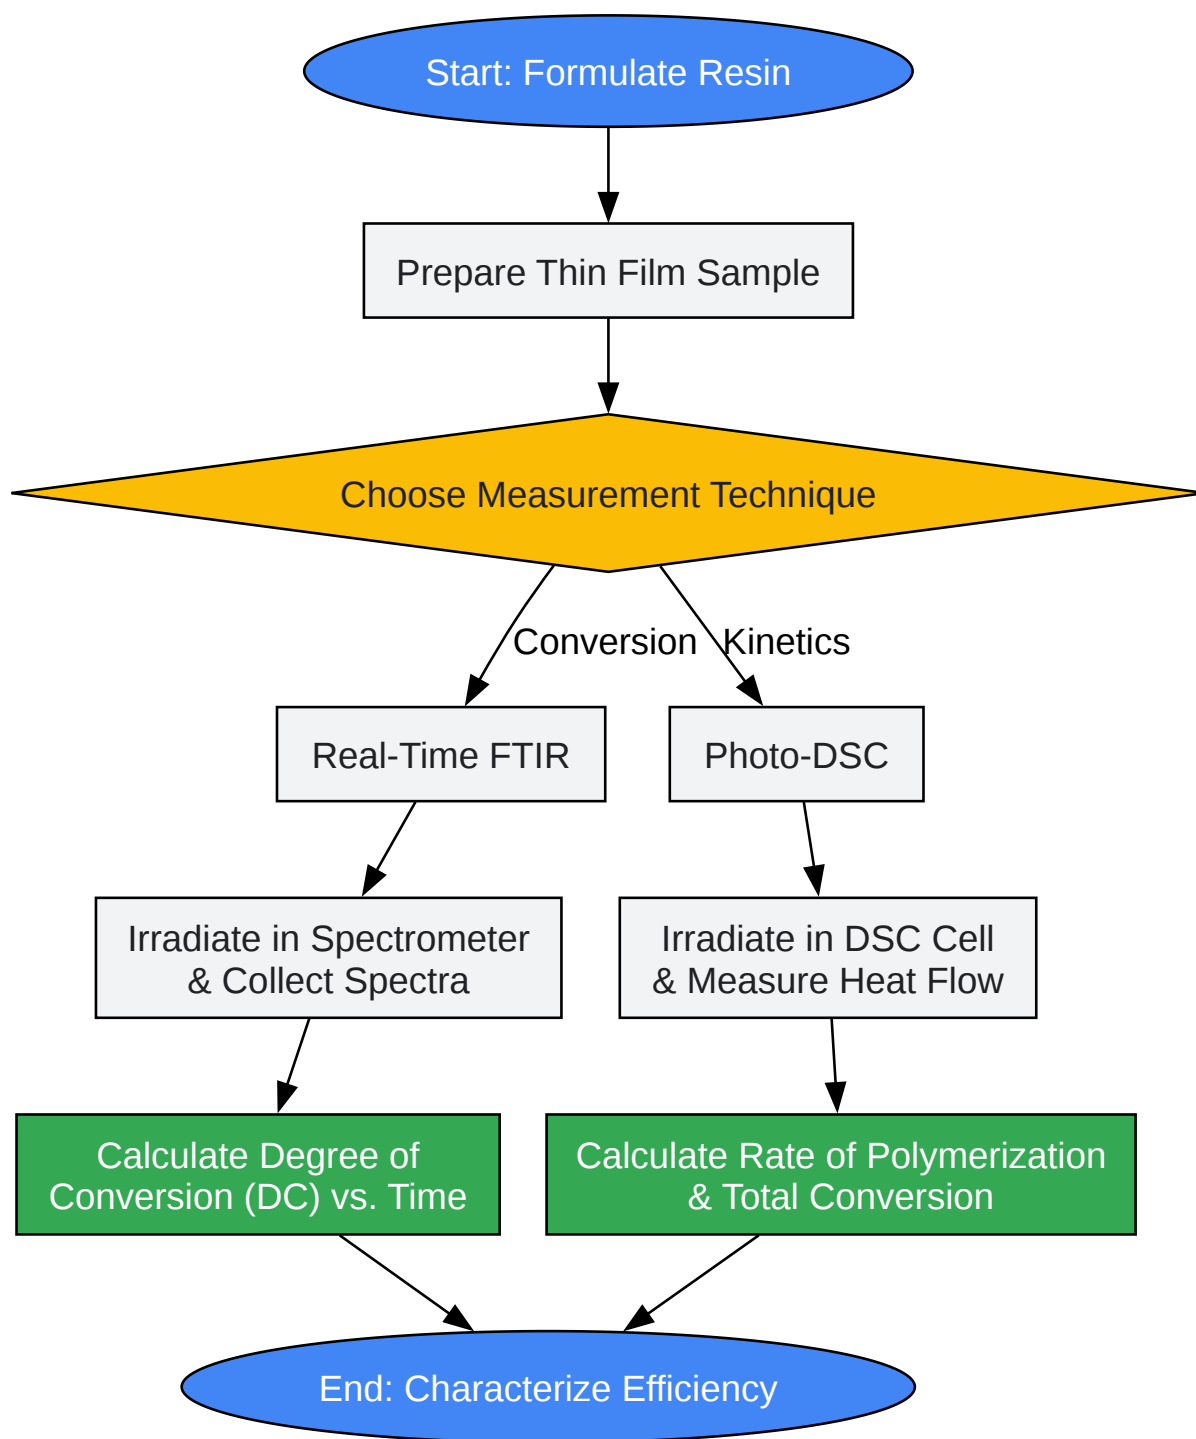 Start: Formulate Resin
Prepare Thin Film Sample
Choose Measurement Technique
Conversion
Kinetics
Real-Time FTIR
Photo-DSC
Irradiate in Spectrometer
& Collect Spectra
Irradiate in DSC Cell
& Measure Heat Flow
Calculate Degree of
Conversion (DC) vs. Time
Calculate Rate of Polymerization
& Total Conversion
End: Characterize Efficiency